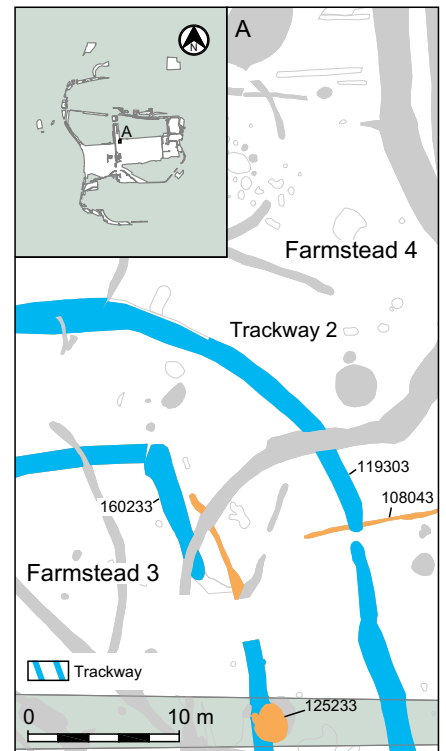 N
A
A
Farmstead 4
Trackway 2
119303
108043
160233
Farmstead 3
Trackway
125233
0 10 m